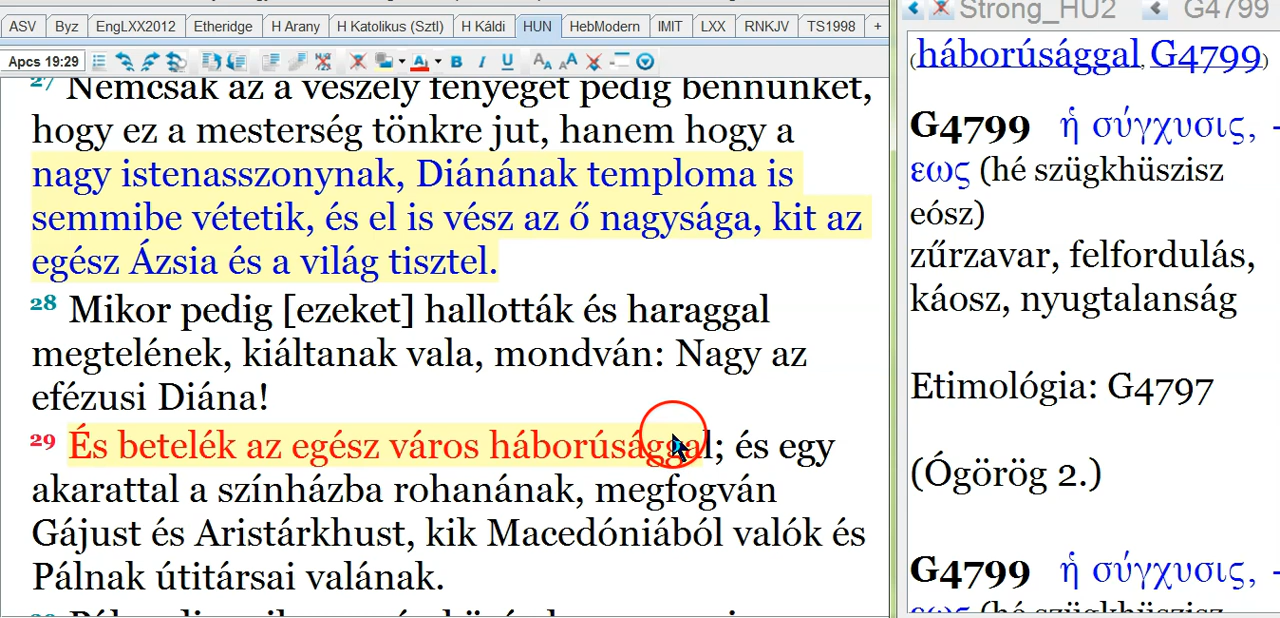 ASV Byz EngLXX2012 Etheridge H Arany H Katolikus (Sztl) H Káldi HUN HebModern IMIT LXX RNKJV TS1998 +
Apcs 19:29
27 Nemcsak az a veszély fenyeget pedig bennünket,
hogy ez a mesterség tönkre jut, hanem hogy a
nagy istenasszonynak, Diánának temploma is
semmibe vétetik, és el is vész az ő nagysága, kit az
egész Ázsia és a világ tisztel.
28 Mikor pedig [ezeket] hallották és haraggal
megtelének, kiáltanak vala, mondván: Nagy az
efézusi Diána!
29 És betelék az egész város háborúsággal; és egy
akarattal a színházba rohanának, megfogván
Gájust és Aristárkhust, kik Macedóniából valók és
Pálnak útitársai valának.
Strong_HU2 G4799
(háborúsággal, G4799)
G4799 ἡ σύγχυσις, -
εως (hé szügkhüszisz
eósz)
zűrzavar, felfordulás,
káosz, nyugtalanság
Etimológia: G4797
(Ógörög 2.)
G4799 ἡ σύγχυσις, -
εως (hé szügkhüszisz